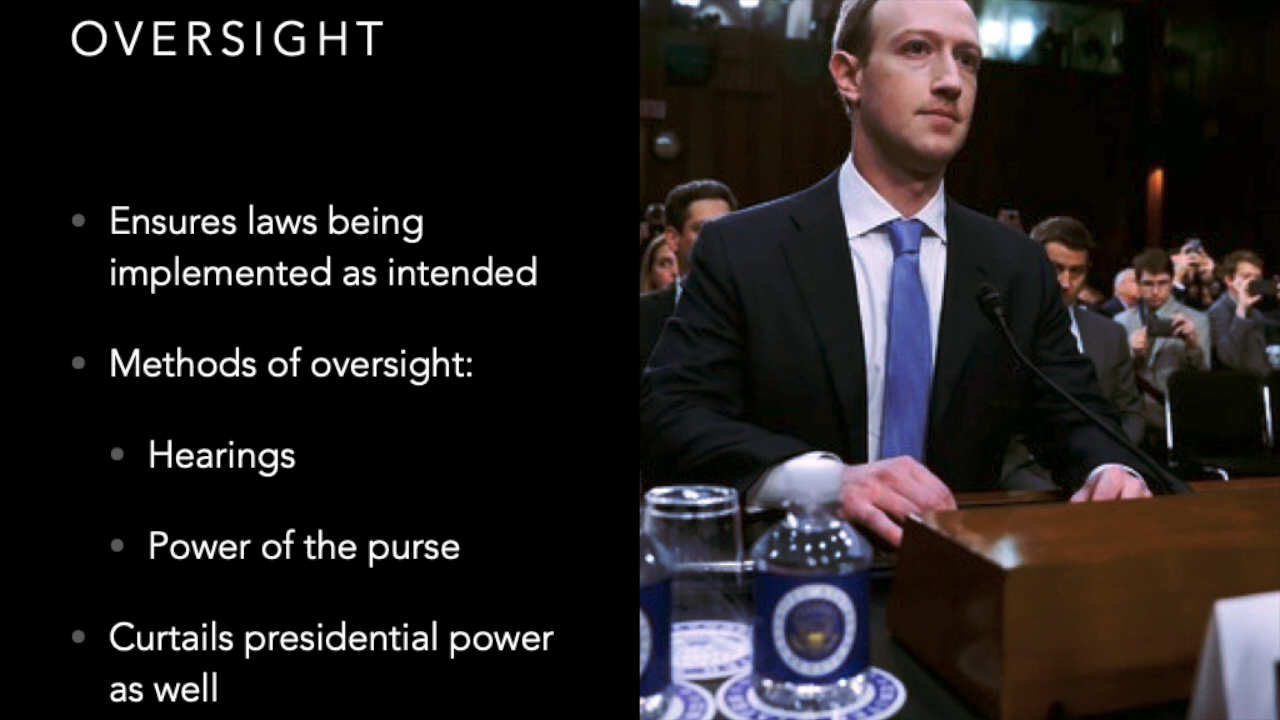 OVERSIGHT
• Ensures laws being
implemented as intended
• Methods of oversight:
• Hearings
• Power of the purse
• Curtails presidential power
as well